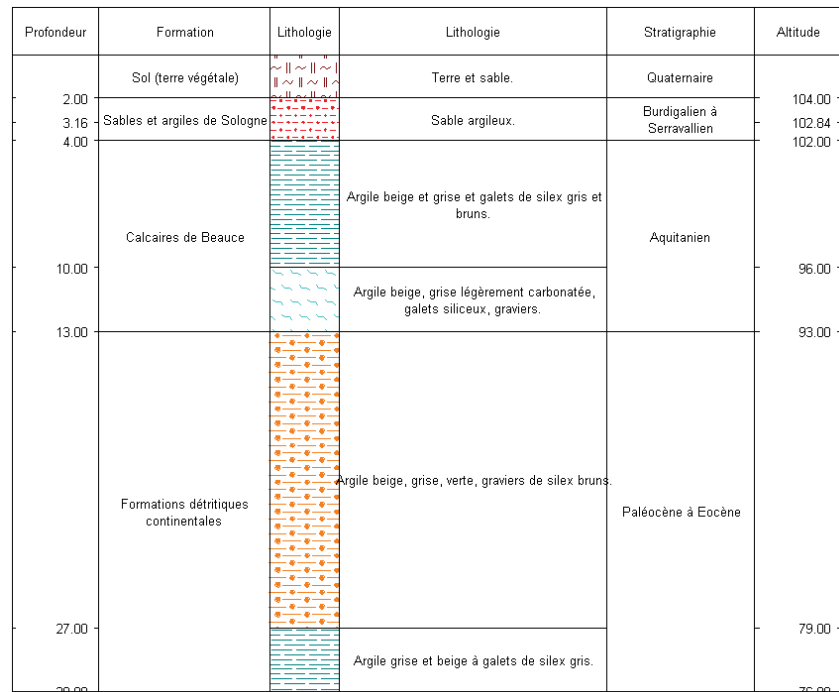 Profondeur Formation Lithologie Lithologie Stratigraphie Altitude
Sol (terre végétale) Terre et sable. Quaternaire
2.00 104.00
Sables et argiles de Sologne Sable argileux. Burdigalien à
Serravallien
3.16 102.84
4.00 102.00
Argile beige et grise et galets de silex gris et
bruns.
Calcaires de Beauce Aquitanien
10.00 96.00
Argile beige, grise légèrement carbonatée,
galets siliceux, graviers.
13.00 93.00
Argile beige, grise, verte, graviers de silex bruns.
Formations détritiques
continentales
Paléocène à Eocène
27.00 79.00
Argile grise et beige à galets de silex gris.